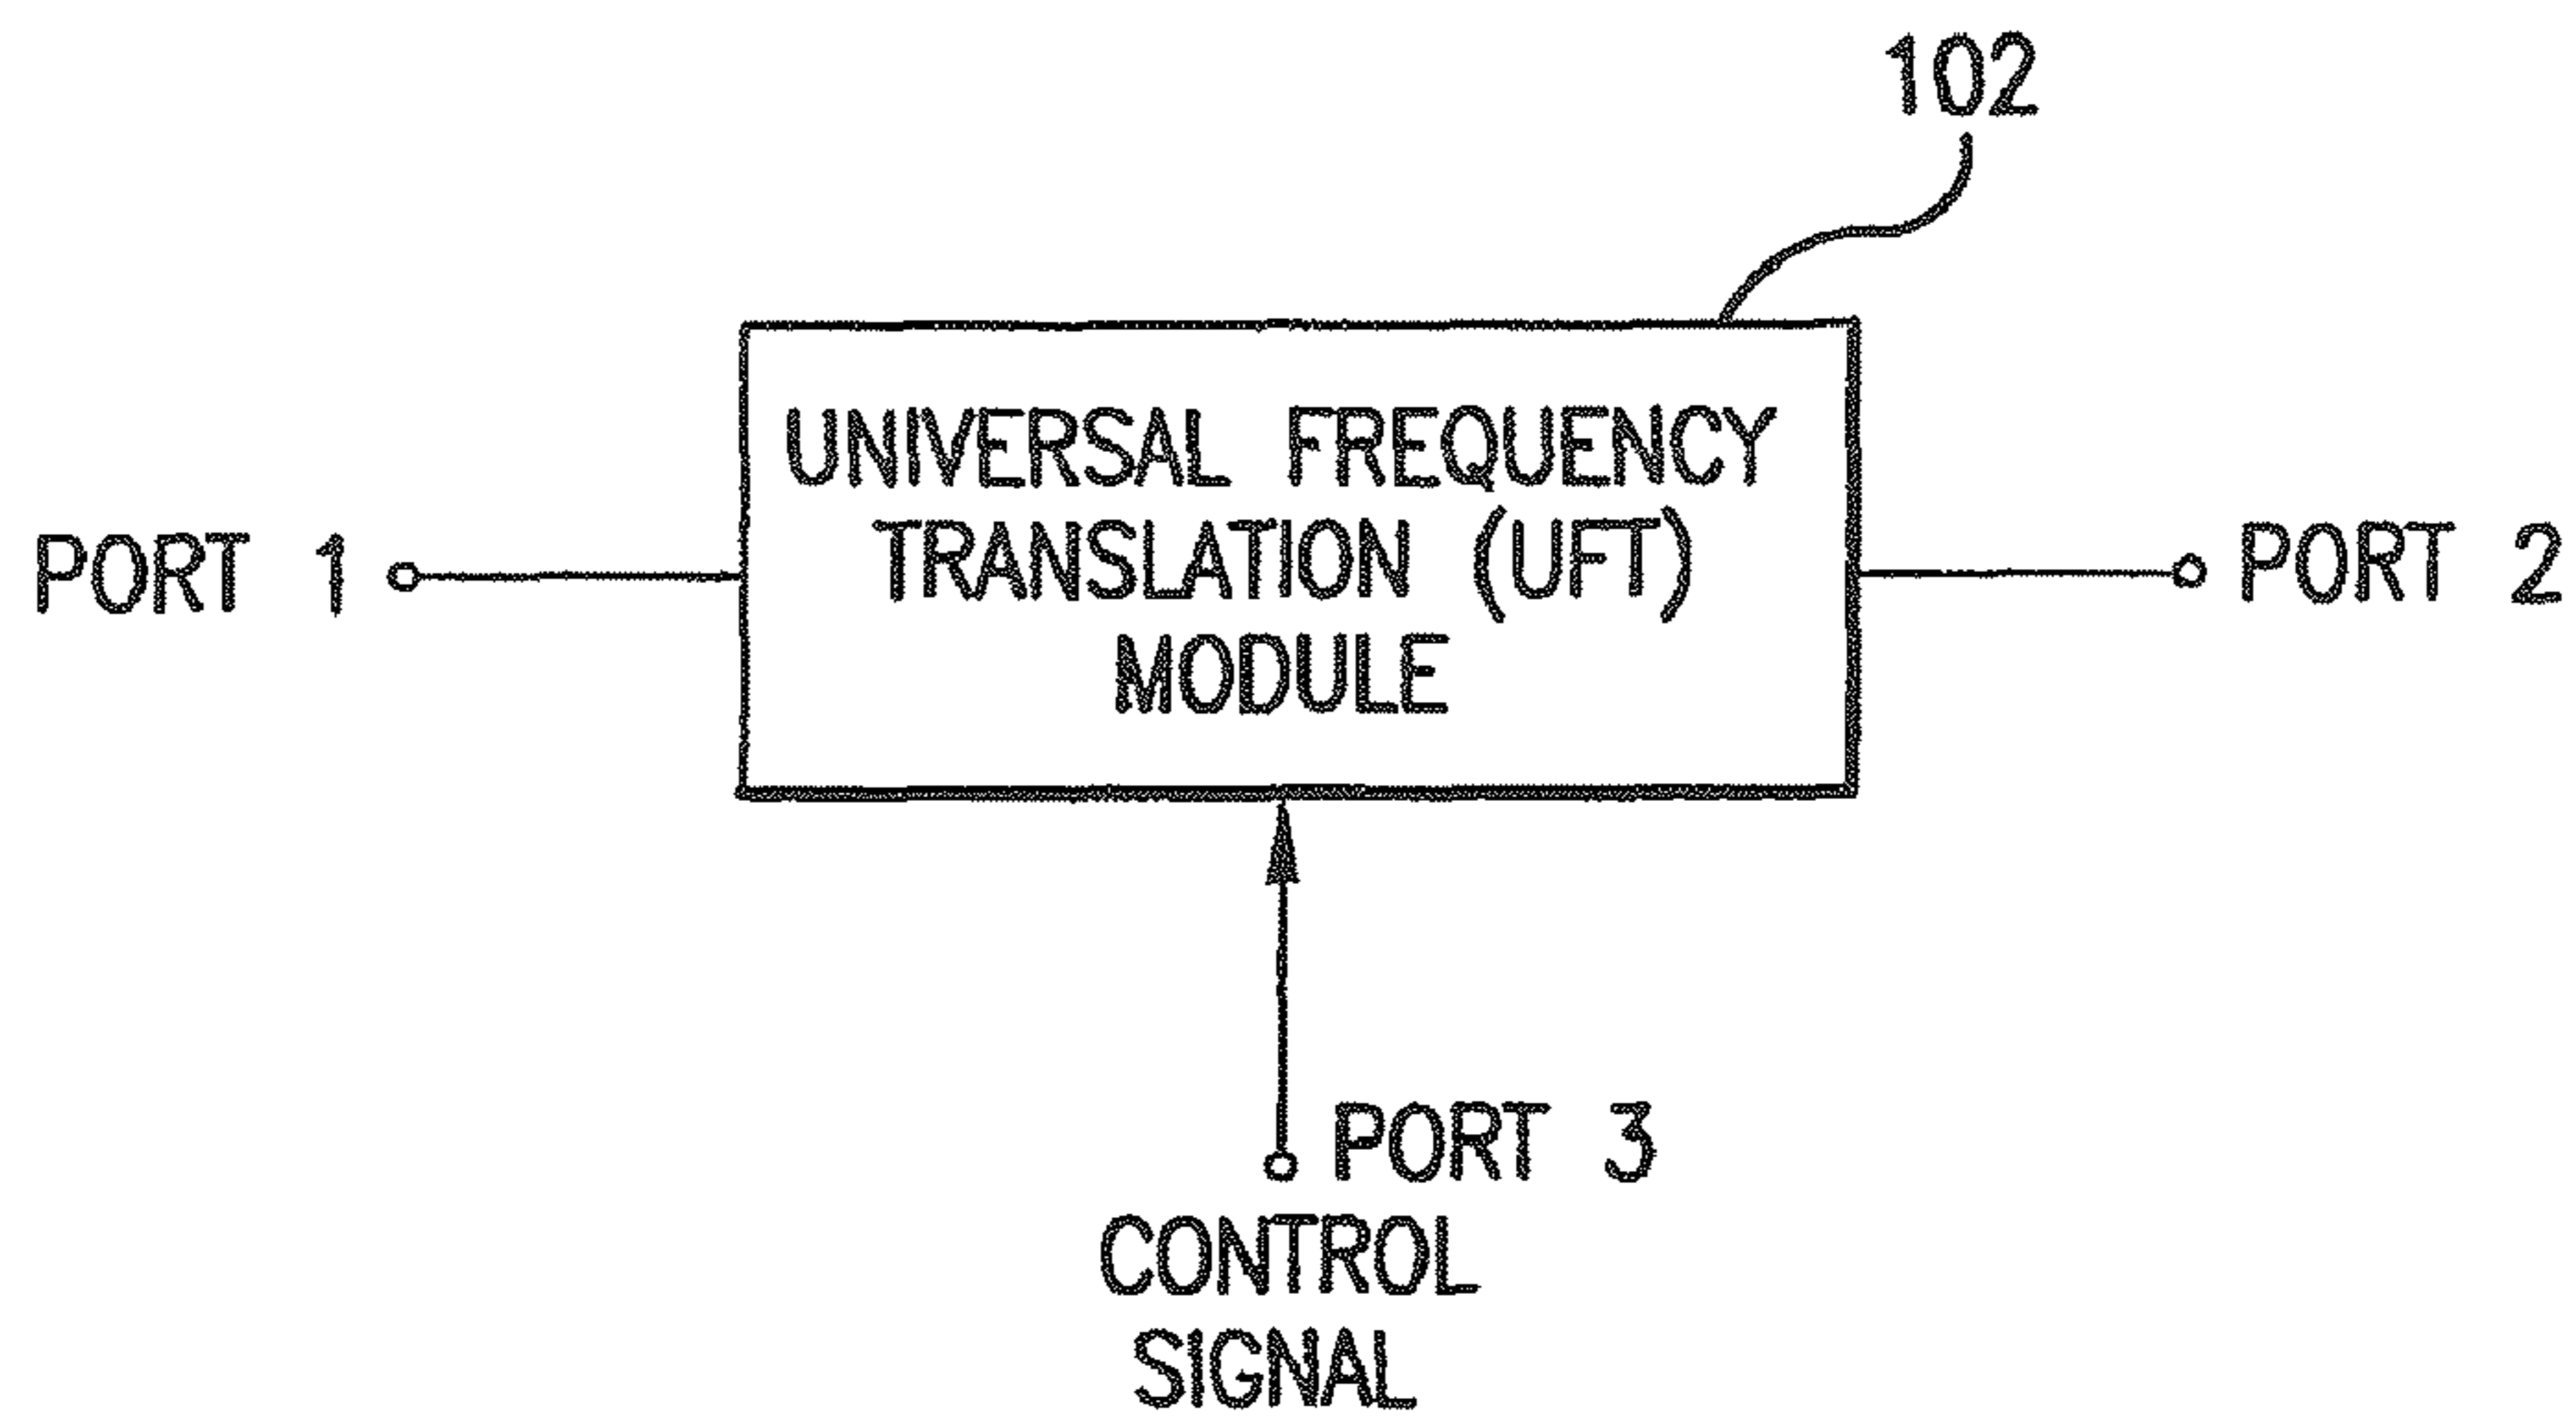 102
UNIVERSAL FREQUENCY
TRANSLATION (UFT)
MODULE
PORT 1
PORT 2
PORT 3
CONTROL
SIGNAL